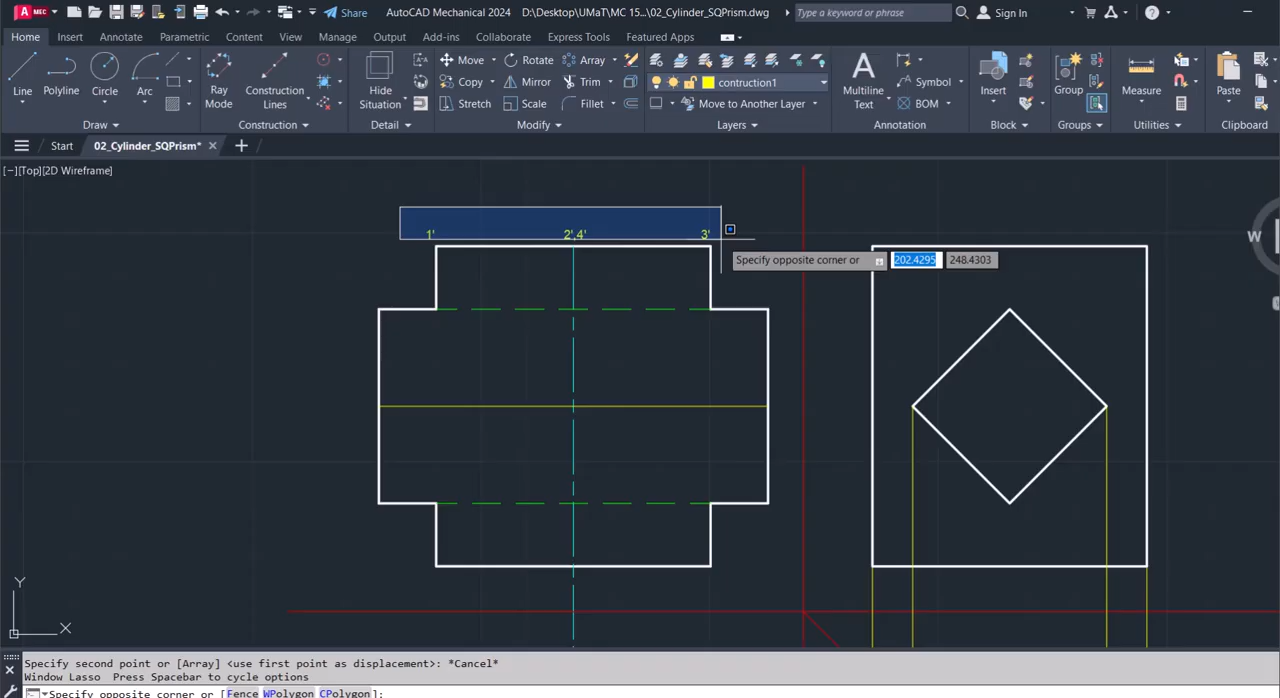 MEC
Share
AutoCAD Mechanical 2024 D:\Desktop\UMaT\MC 15...\02_Cylinder_SQPrism.dwg
Type a keyword or phrase
Sign In
Home Insert Annotate Parametric Content View Manage Output Add-ins Collaborate Express Tools Featured Apps
Line Polyline Circle Arc
Ray Mode
Construction Lines
Hide Situation
Move Rotate Array
Copy Mirror Trim
Stretch Scale Fillet
contruction1
Move to Another Layer
Multiline Text
Symbol
BOM
Insert
Group
Measure
Paste
Draw Construction Detail Modify Layers Annotation Block Groups Utilities Clipboard
Start 02_Cylinder_SQPrism*
[−][Top][2D Wireframe]
1' 2',4' 3'
W
Specify opposite corner or 202.4295 248.4303
Y
X
Specify second point or [Array] <use first point as displacement>: *Cancel*
Window Lasso Press Spacebar to cycle options
Specify opposite corner or [Fence WPolygon CPolygon]: